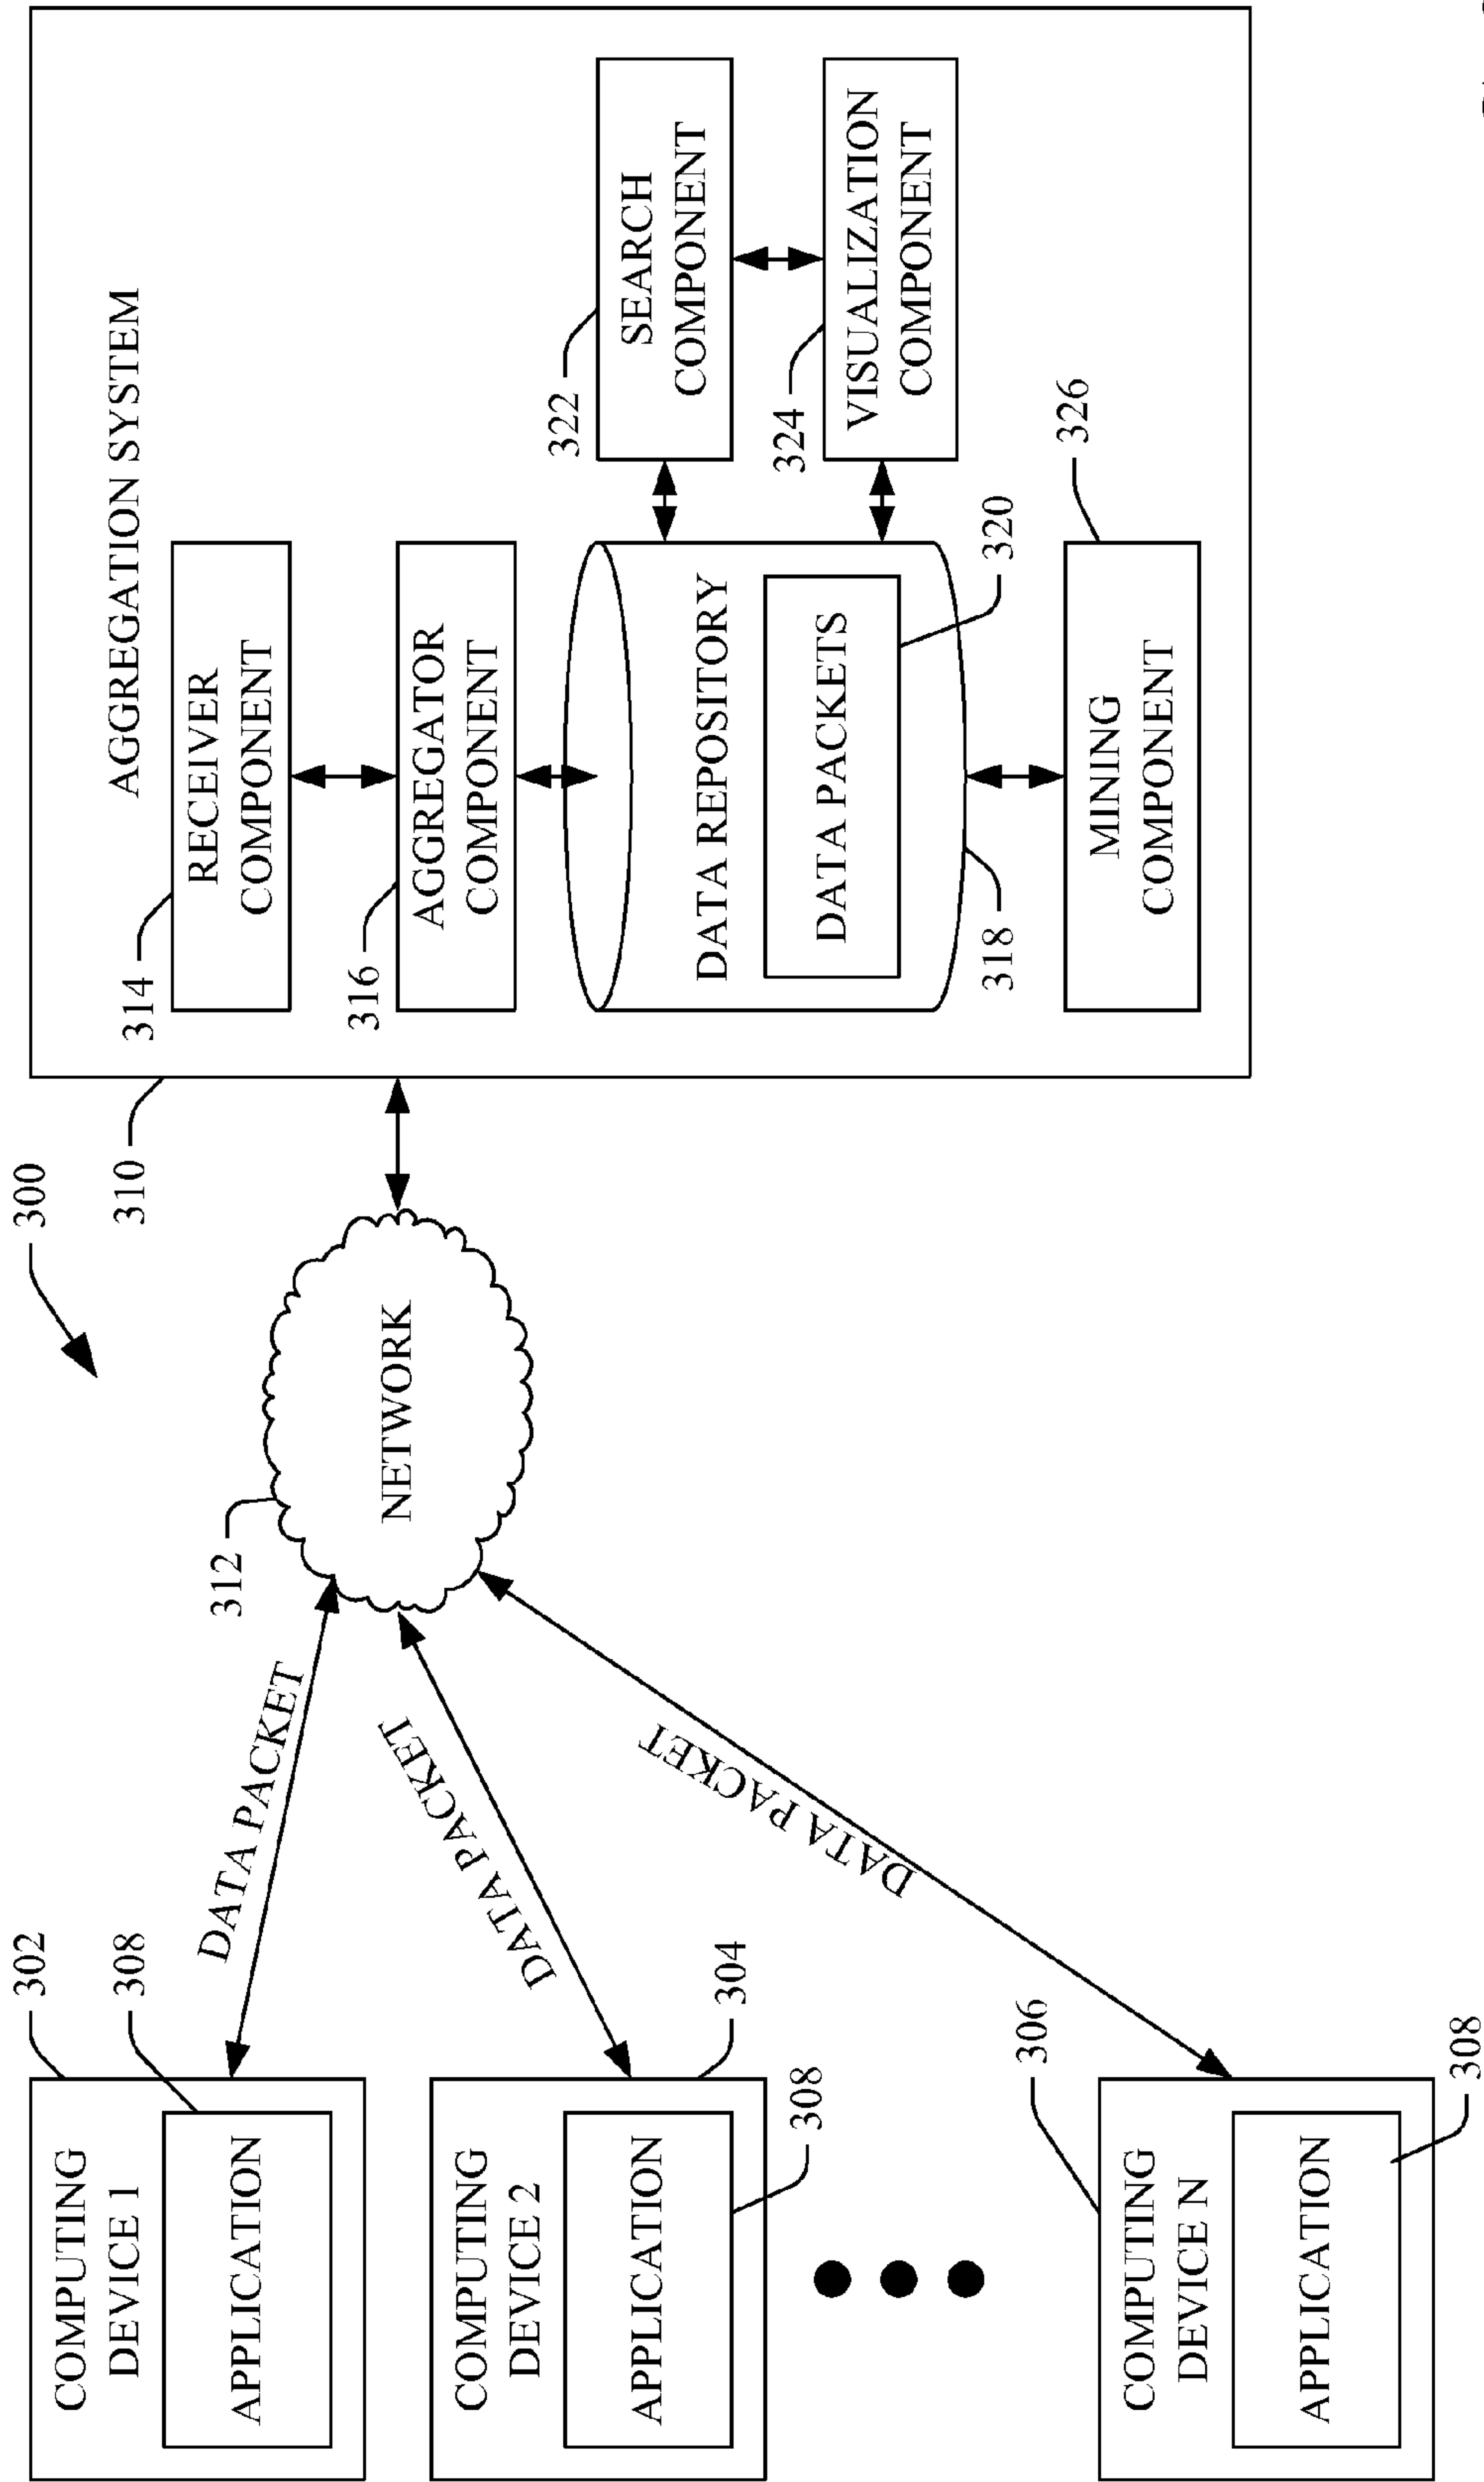 300
302
COMPUTING
DEVICE 1
308
APPLICATION
DATA PACKET
304
COMPUTING
DEVICE 2
APPLICATION
308
DATA PACKET
306
COMPUTING
DEVICE N
APPLICATION
308
DATA PACKET
312
NETWORK
310
AGGREGATION SYSTEM
314
RECEIVER
COMPONENT
316
AGGREGATOR
COMPONENT
DATA REPOSITORY
DATA PACKETS
318
320
322
SEARCH
COMPONENT
324
VISUALIZATION
COMPONENT
326
MINING
COMPONENT